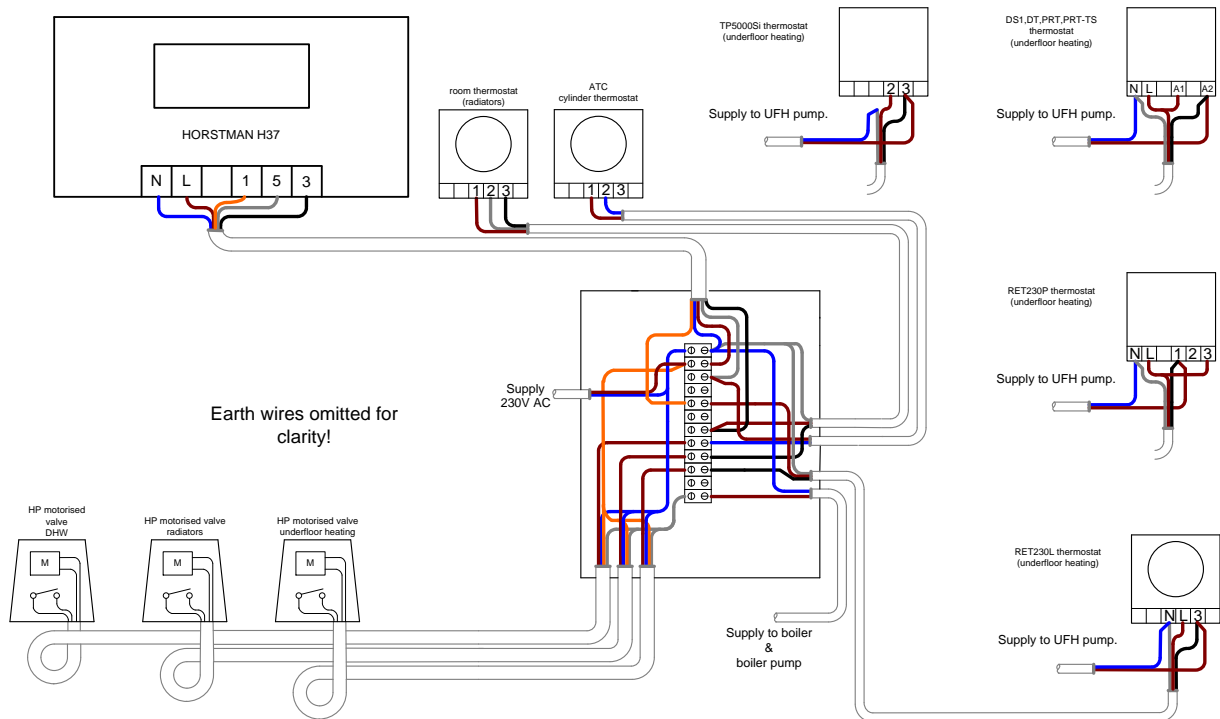 HORSTMAN H37
N L 1 5 3
room thermostat
(radiators)
1 2 3
ATC
cylinder thermostat
1 2 3
TP5000Si thermostat
(underfloor heating)
2 3
Supply to UFH pump.
DS1,DT,PRT,PRT-TS
thermostat
(underfloor heating)
N L A1 A2
Supply to UFH pump.
RET230P thermostat
(underfloor heating)
N L 1 2 3
Supply to UFH pump.
Supply
230V AC
Earth wires omitted for
clarity!
HP motorised
valve
DHW
M
HP motorised valve
radiators
M
HP motorised valve
underfloor heating
M
Supply to boiler
&
boiler pump
RET230L thermostat
(underfloor heating)
N L 3
Supply to UFH pump.